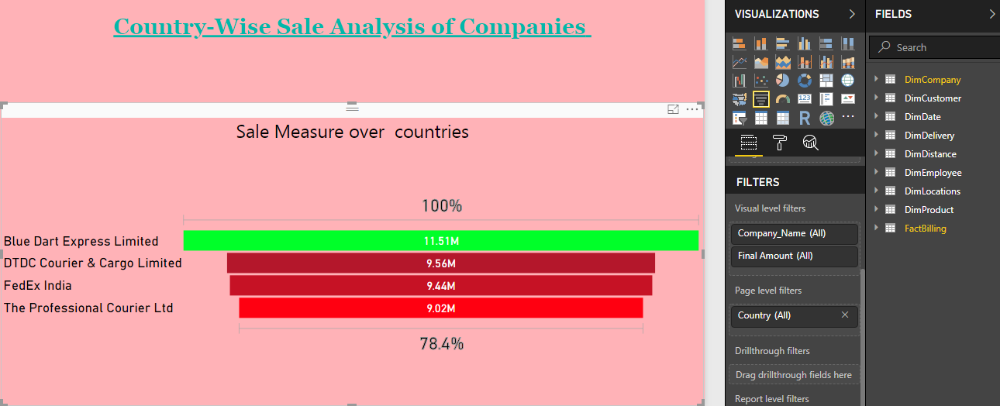 Country-Wise Sale Analysis of Companies
Sale Measure over countries
100%
Blue Dart Express Limited 11.51M
DTDC Courier & Cargo Limited 9.56M
FedEx India 9.44M
The Professional Courier Ltd 9.02M
78.4%
VISUALIZATIONS
123
R
FILTERS
Visual level filters
Company_Name (All)
Final Amount (All)
Page level filters
Country (All)
Drillthrough filters
Drag drillthrough fields here
Report level filters
FIELDS
Search
DimCompany
DimCustomer
DimDate
DimDelivery
DimDistance
DimEmployee
DimLocations
DimProduct
FactBilling